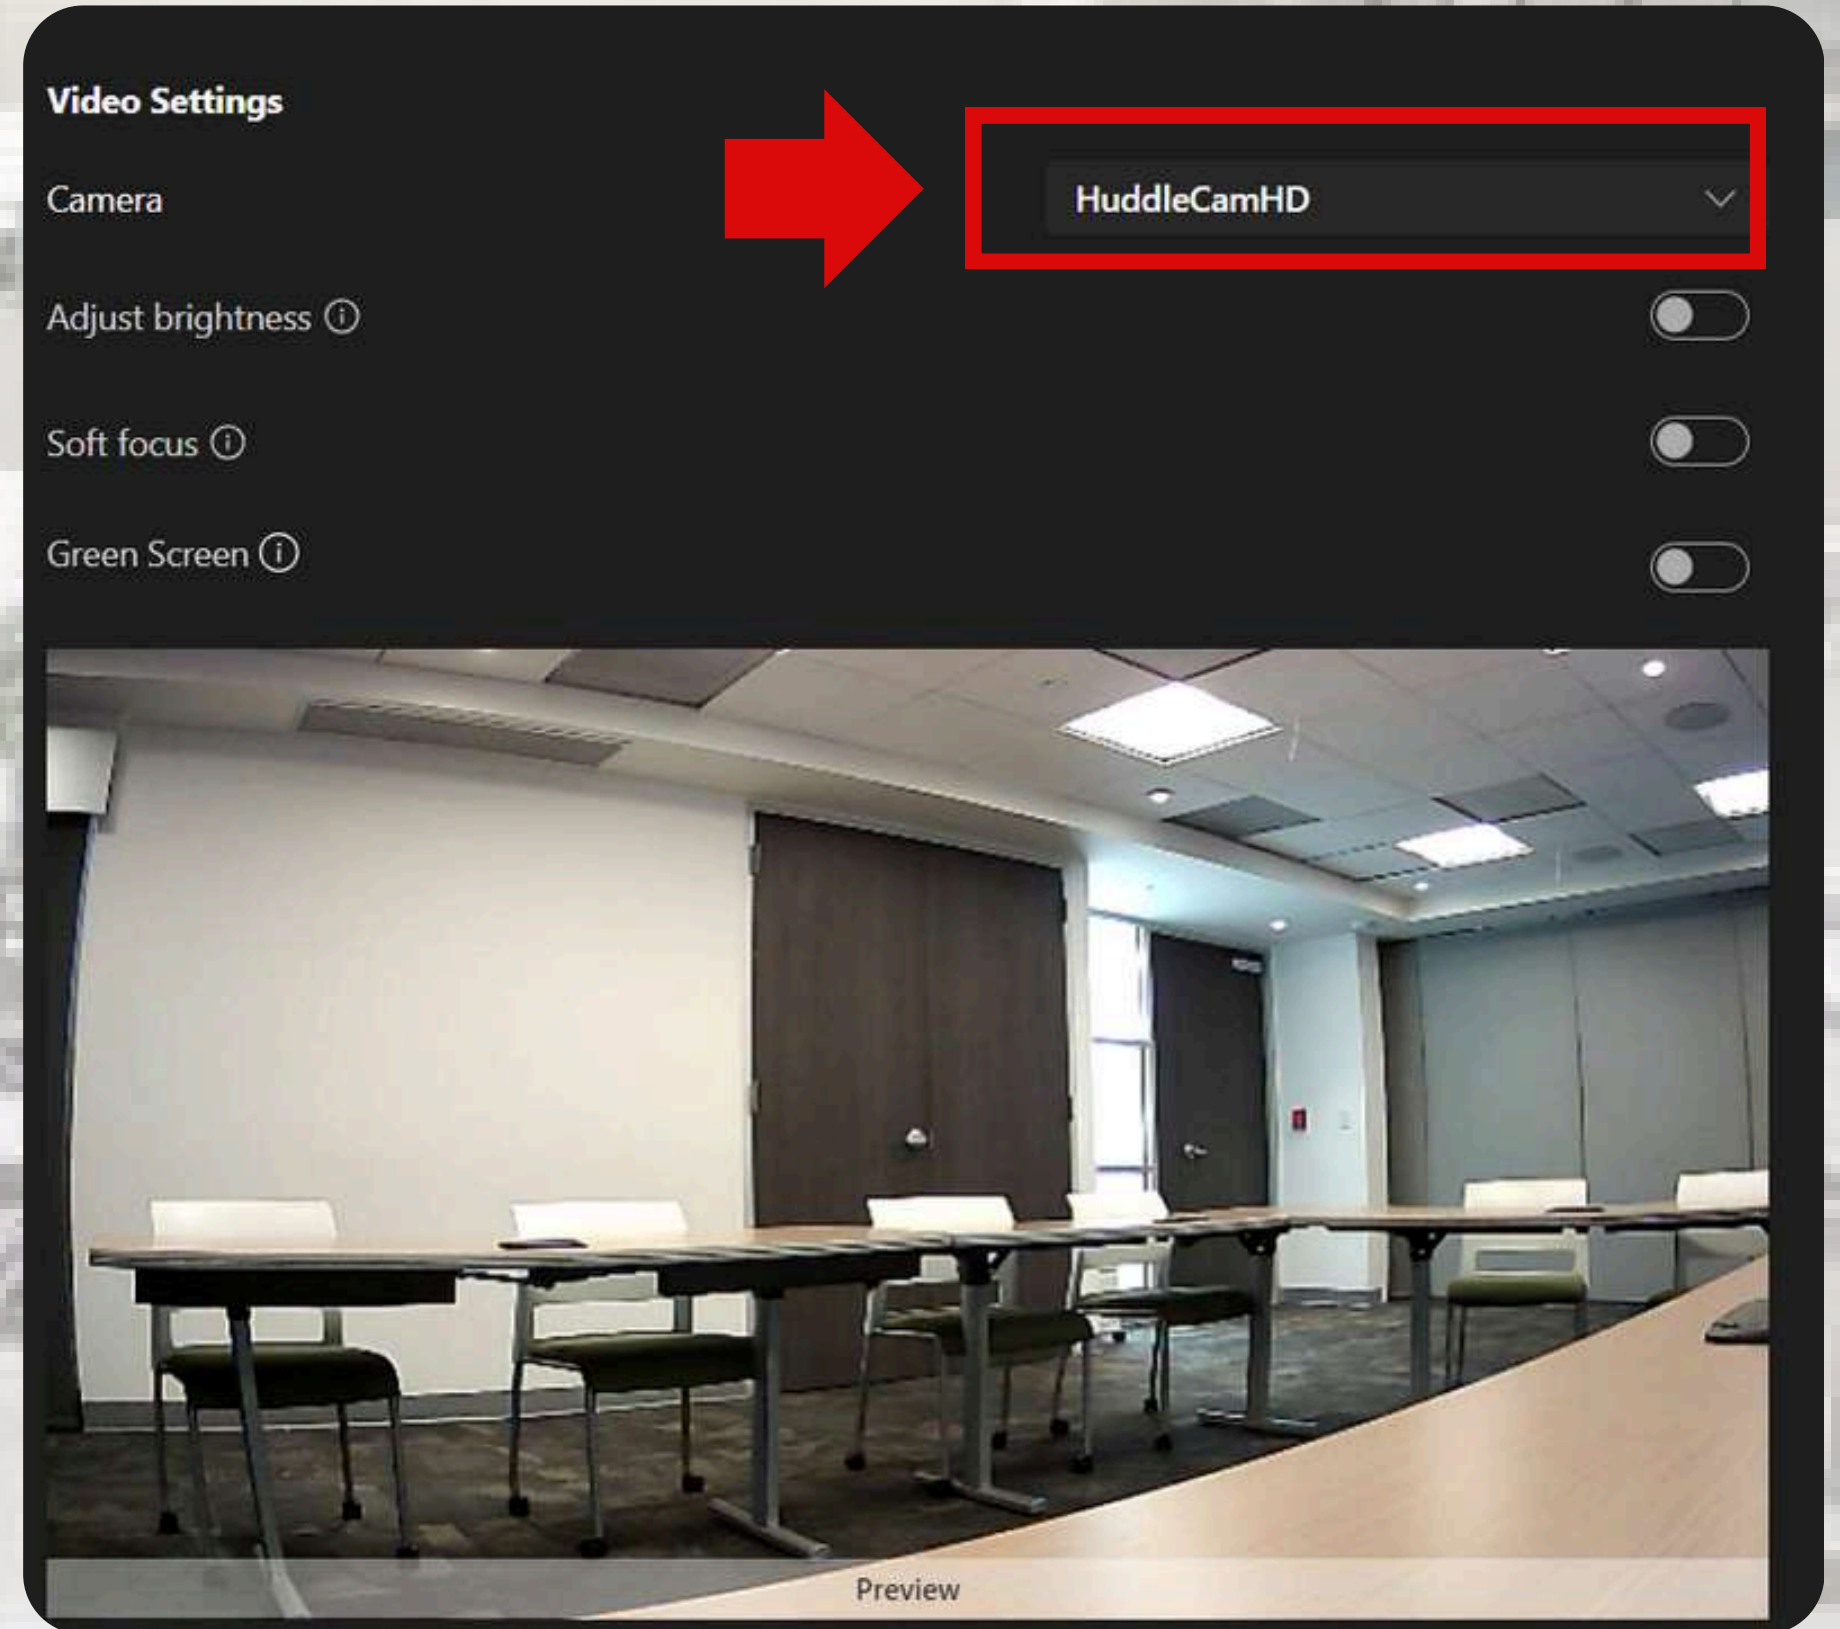 Video Settings
Camera
HuddleCamHD
Adjust brightness
Soft focus
Green Screen
Preview